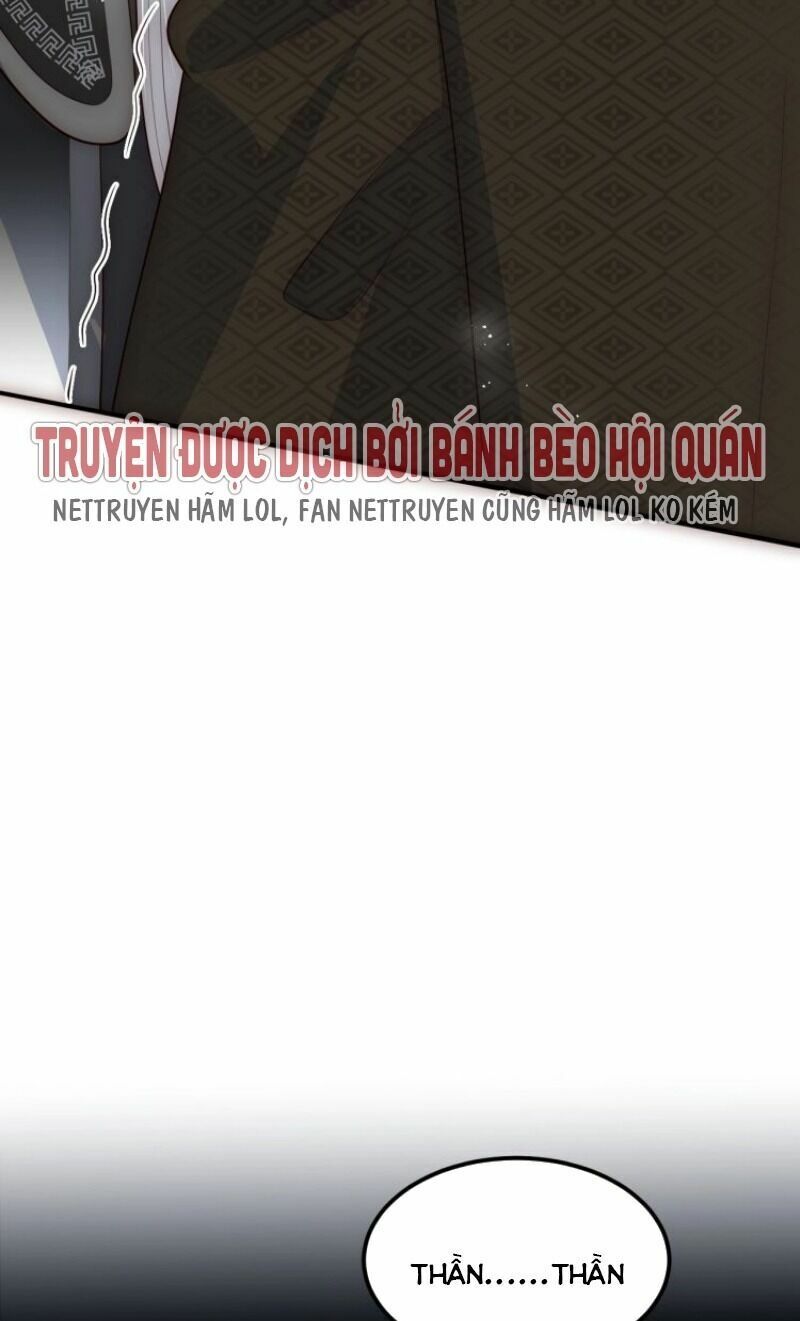 TRUYỆN ĐƯỢC DỊCH BỞI BÁNH BÈO HỘI QUÁN
NETTRUYEN HÃM LOL, FAN NETTRUYEN CŨNG HÃM LOL KO KÉM
THẦN......THẦN